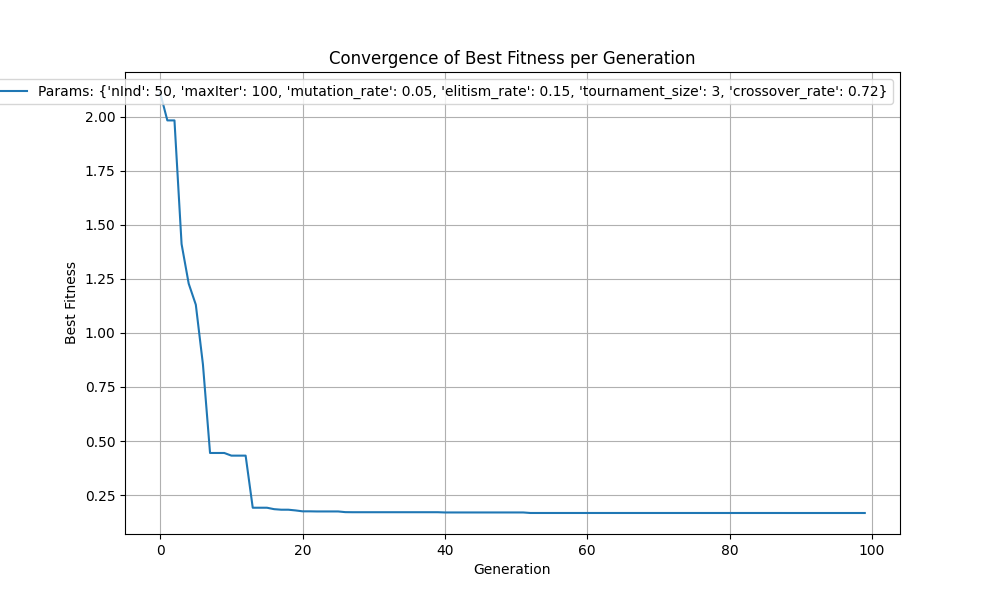 Convergence of Best Fitness per Generation
Params: {'nInd': 50, 'maxIter': 100, 'mutation_rate': 0.05, 'elitism_rate': 0.15, 'tournament_size': 3, 'crossover_rate': 0.72}
2.00
1.75
1.50
1.25
1.00
0.75
0.50
0.25
Best Fitness
0 20 40 60 80 100
Generation